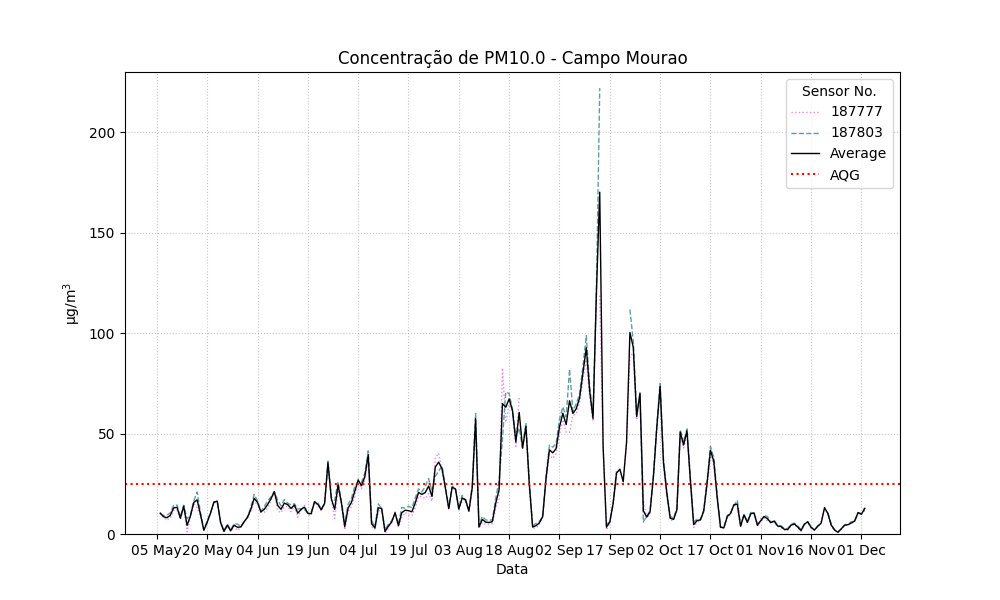 Concentração de PM10.0 - Campo Mourao
Sensor No.
187777
187803
Average
AQG
200
150
100
50
0
µg/m³
05 May 20 May 04 Jun 19 Jun 04 Jul 19 Jul 03 Aug 18 Aug 02 Sep 17 Sep 02 Oct 17 Oct 01 Nov 16 Nov 01 Dec
Data